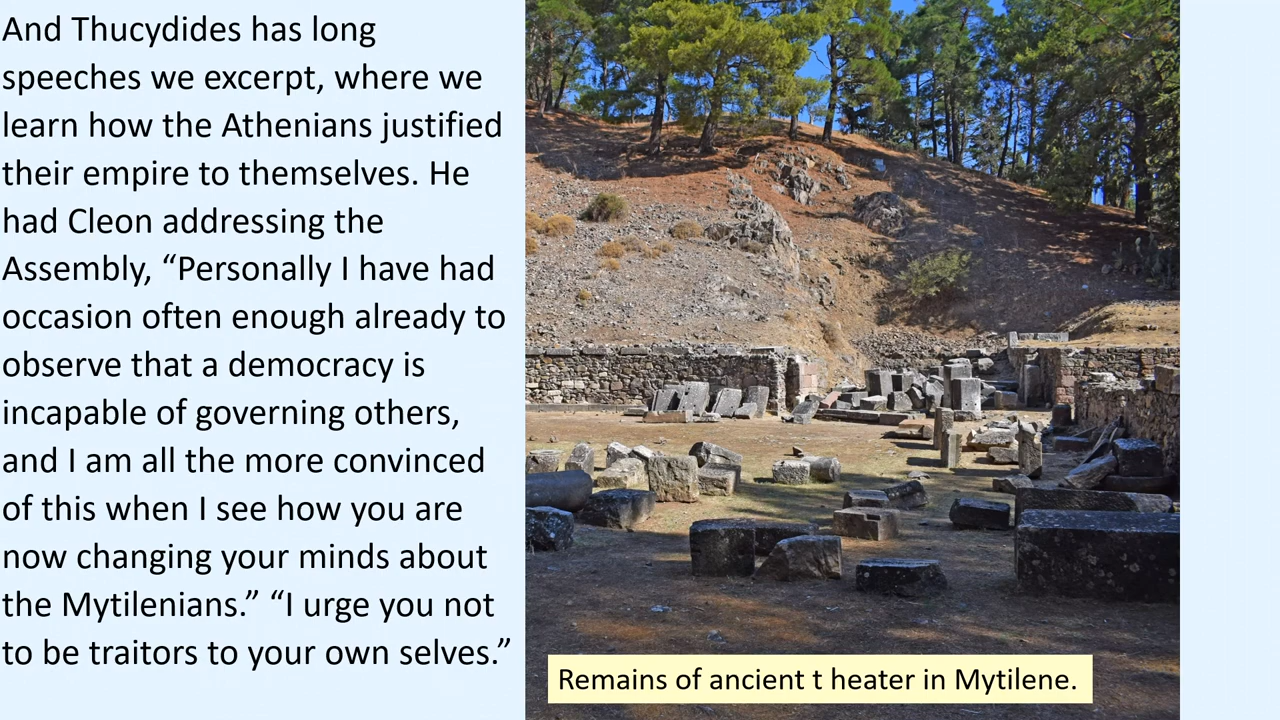 And Thucydides has long
speeches we excerpt, where we
learn how the Athenians justified
their empire to themselves. He
had Cleon addressing the
Assembly, “Personally I have had
occasion often enough already to
observe that a democracy is
incapable of governing others,
and I am all the more convinced
of this when I see how you are
now changing your minds about
the Mytilenians.” “I urge you not
to be traitors to your own selves.”
Remains of ancient t heater in Mytilene.